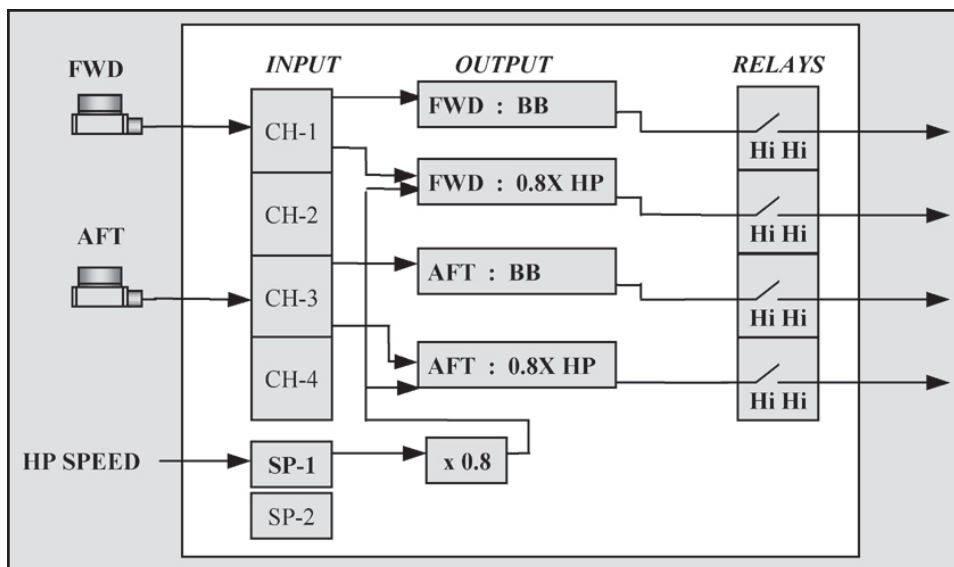 INPUT OUTPUT RELAYS
FWD
CH-1
FWD : BB
Hi Hi
CH-2
FWD : 0.8X HP
Hi Hi
AFT
CH-3
AFT : BB
Hi Hi
CH-4
AFT : 0.8X HP
Hi Hi
HP SPEED
SP-1
x 0.8
SP-2